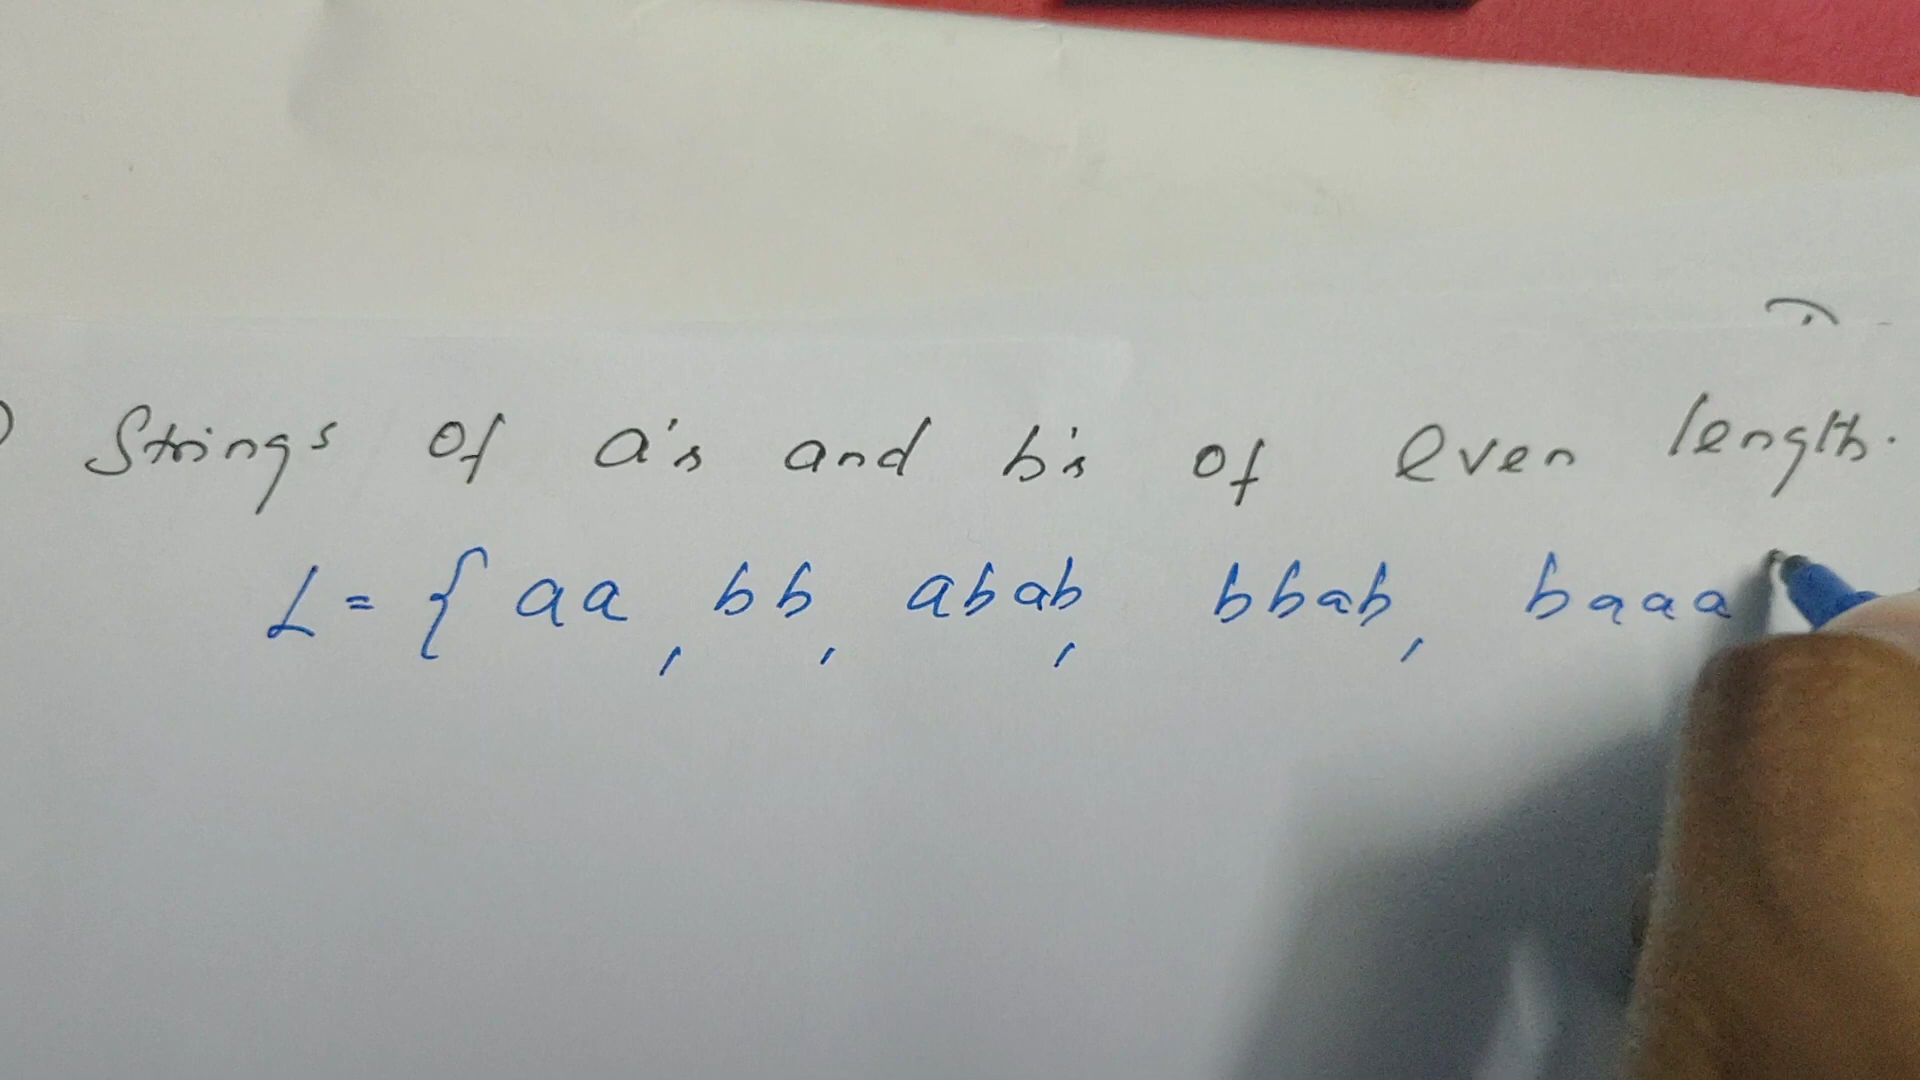 Strings of a's and b's of even length.
L = { aa, bb, abab, bbab, baaa